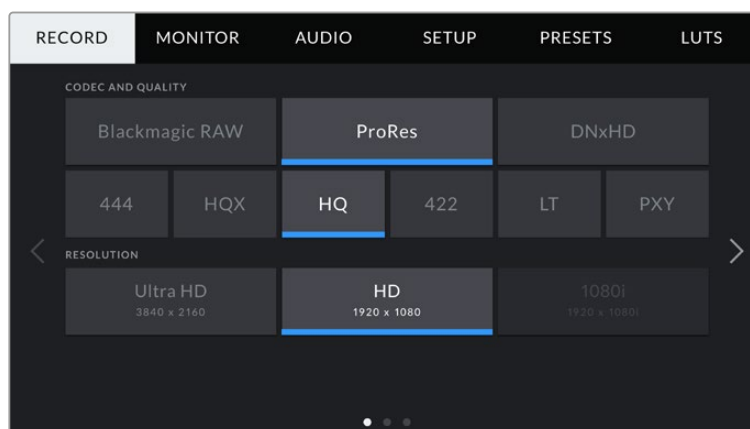 RECORD MONITOR AUDIO SETUP PRESETS LUTS
CODEC AND QUALITY
Blackmagic RAW ProRes DNxHD
444 HQX HQ 422 LT PXY
RESOLUTION
Ultra HD HD 1080i
3840 x 2160 1920 x 1080 1920 x 1080i